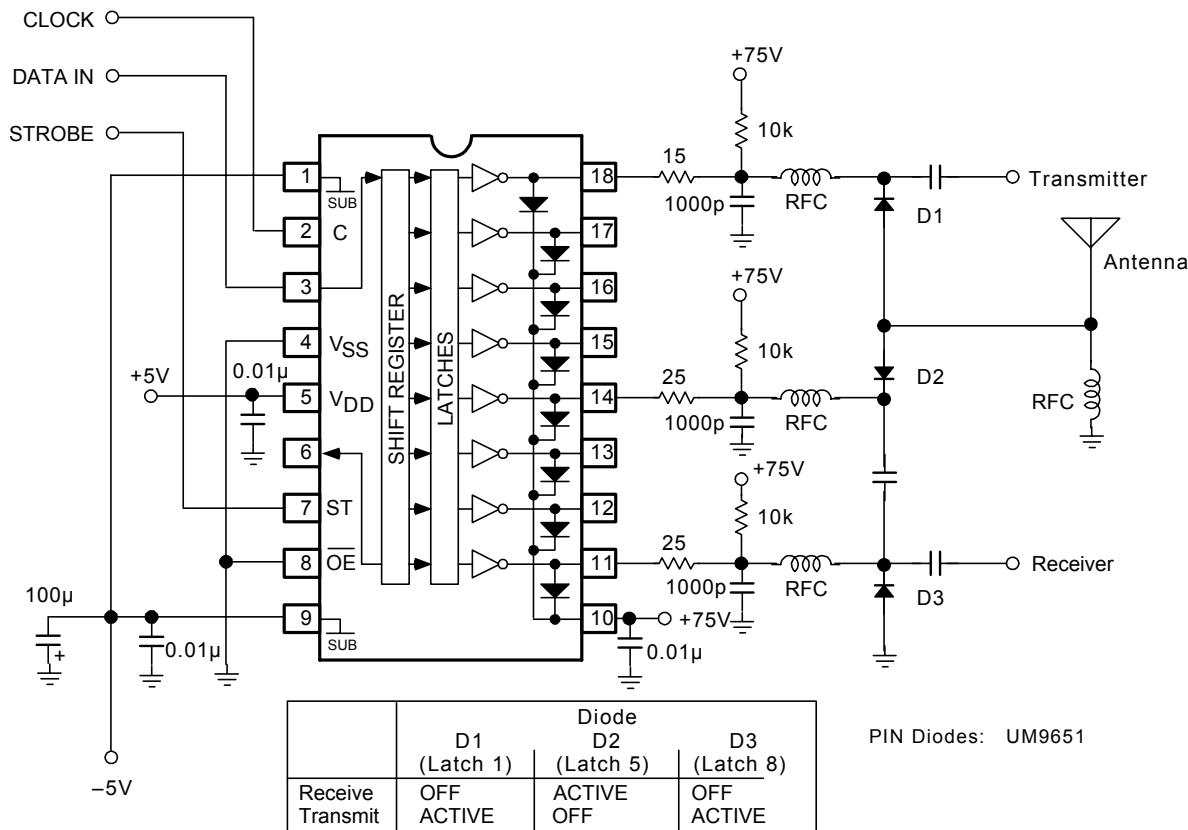 CLOCK
DATA IN
STROBE
+75V
10k
15
1000p
RFC
D1
Transmitter
Antenna
1
SUB
18
2
C
17
3
16
4
VSS
15
+75V
10k
25
1000p
RFC
D2
RFC
+5V
0.01µ
5
VDD
14
SHIFT REGISTER
LATCHES
6
13
+75V
10k
25
1000p
RFC
D3
Receiver
7
ST
12
8
OE
11
100µ
+
0.01µ
9
SUB
10
+75V
0.01µ
–5V
Diode
D1 D2 D3
(Latch 1) (Latch 5) (Latch 8)
Receive OFF ACTIVE OFF
Transmit ACTIVE OFF ACTIVE
PIN Diodes: UM9651